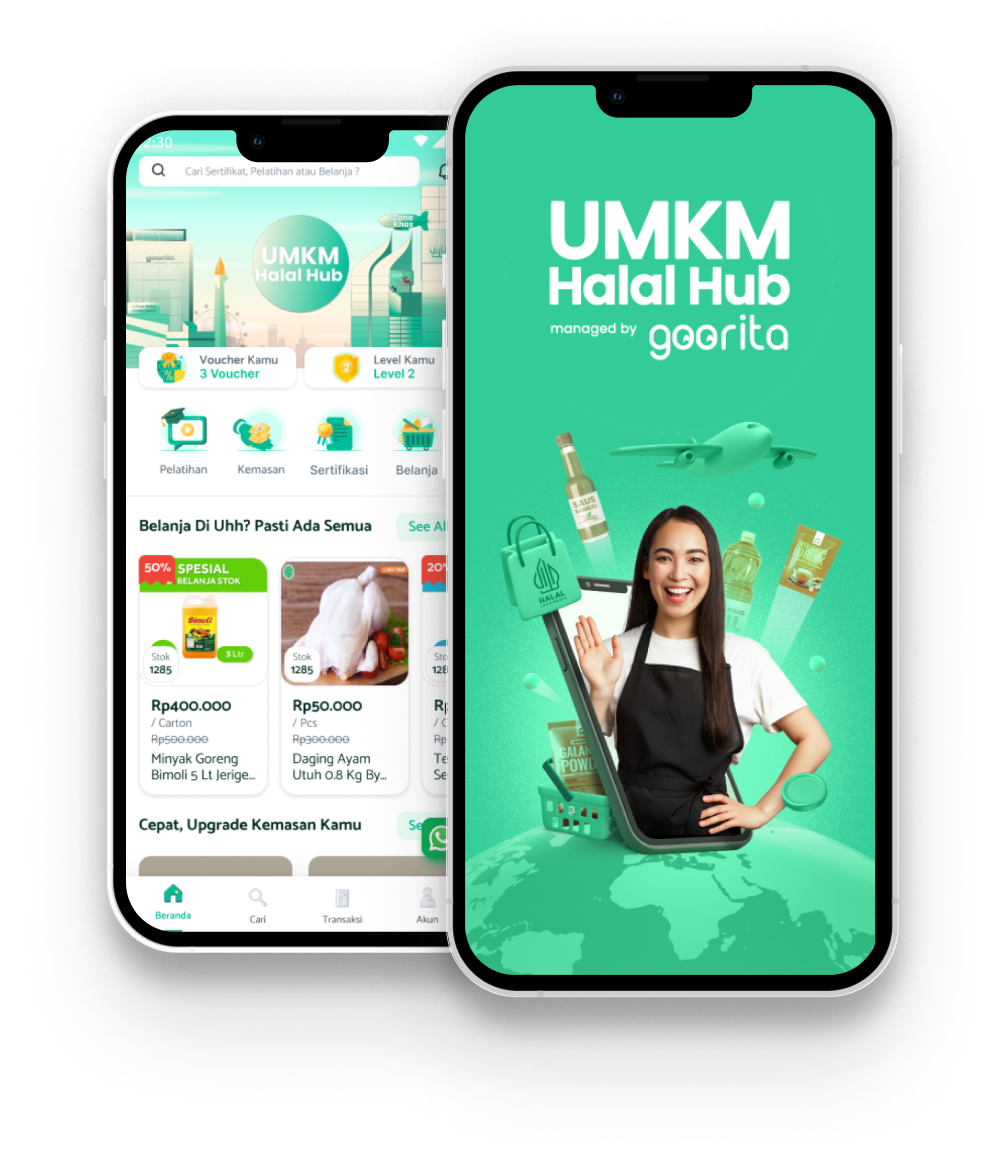 2:30
Cari Sertifikat, Pelatihan atau Belanja ?
Zona
Khas
goorita
UMKM
Halal Hub
Voucher Kamu
3 Voucher
2
Level Kamu
Level 2
Pelatihan
Kemasan
Sertifikasi
Belanja
Belanja Di Uhh? Pasti Ada Semua
See Al
50%
SPESIAL
BELANJA STOK
Bimoli
5 Ltr
Stok
1285
Rp400.000
/ Carton
Rp500.000
Minyak Goreng
Bimoli 5 Lt Jerige...
Stok
1285
Rp50.000
/ Pcs
Rp300.000
Daging Ayam
Utuh 0.8 Kg By...
20%
Sto
128
Rp
/ C
Rp
Te
Se
Cepat, Upgrade Kemasan Kamu
Se
Beranda
Cari
Transaksi
Akun
UMKM
Halal Hub
managed by goorita
SAUS
HALAL
INDONESIA
DRINK
GALAN
POWD